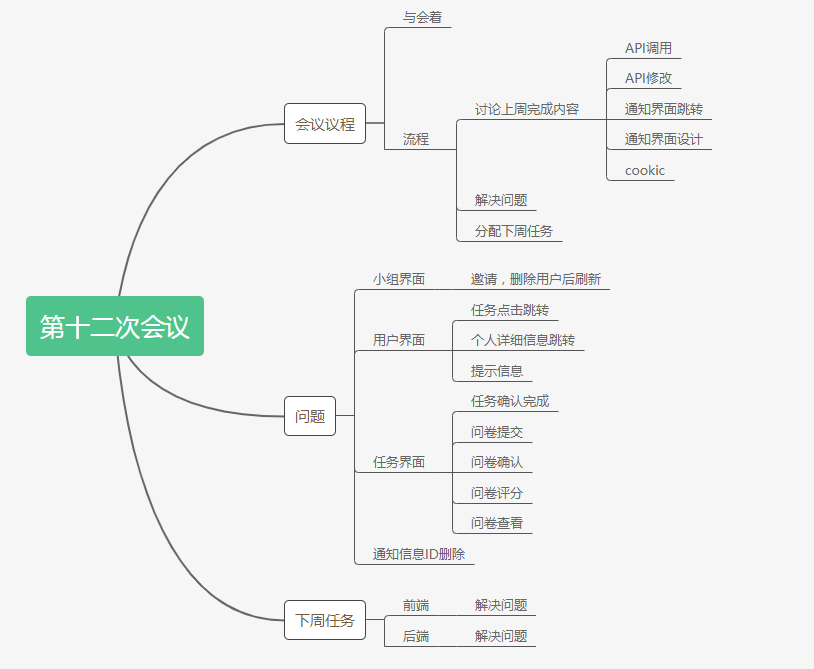 第十二次会议
会议议程
与会着
流程
讨论上周完成内容
API调用
API修改
通知界面跳转
通知界面设计
cookic
解决问题
分配下周任务
问题
小组界面
邀请，删除用户后刷新
用户界面
任务点击跳转
个人详细信息跳转
提示信息
任务界面
任务确认完成
问卷提交
问卷确认
问卷评分
问卷查看
通知信息ID删除
下周任务
前端
解决问题
后端
解决问题